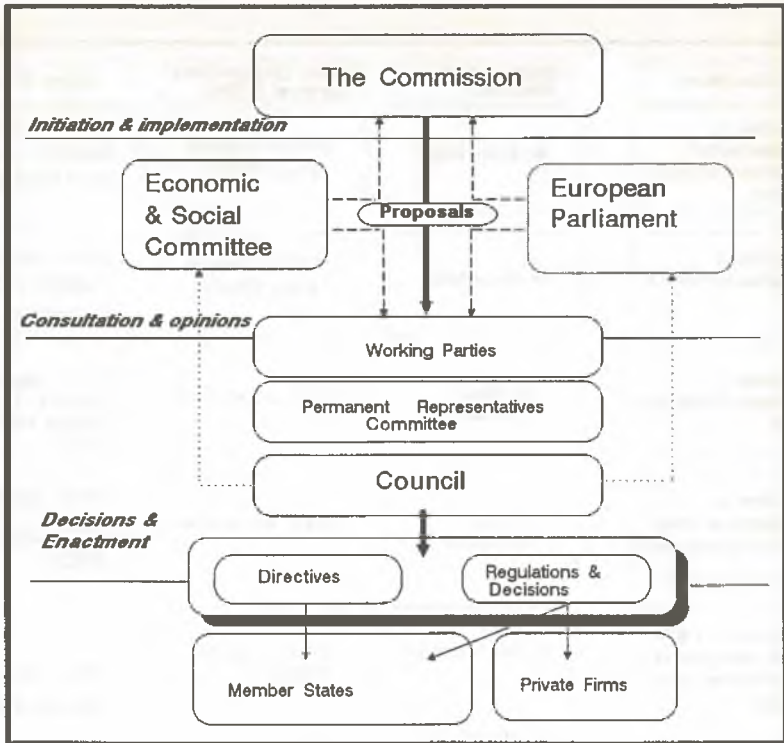 The Commission
Initiation & implementation
Economic
& Social
Committee
Proposals
European
Parliament
Consultation & opinions
Working Parties
Permanent Representatives
Committee
Council
Decisions &
Enactment
Directives
Regulations &
Decisions
Member States
Private Firms